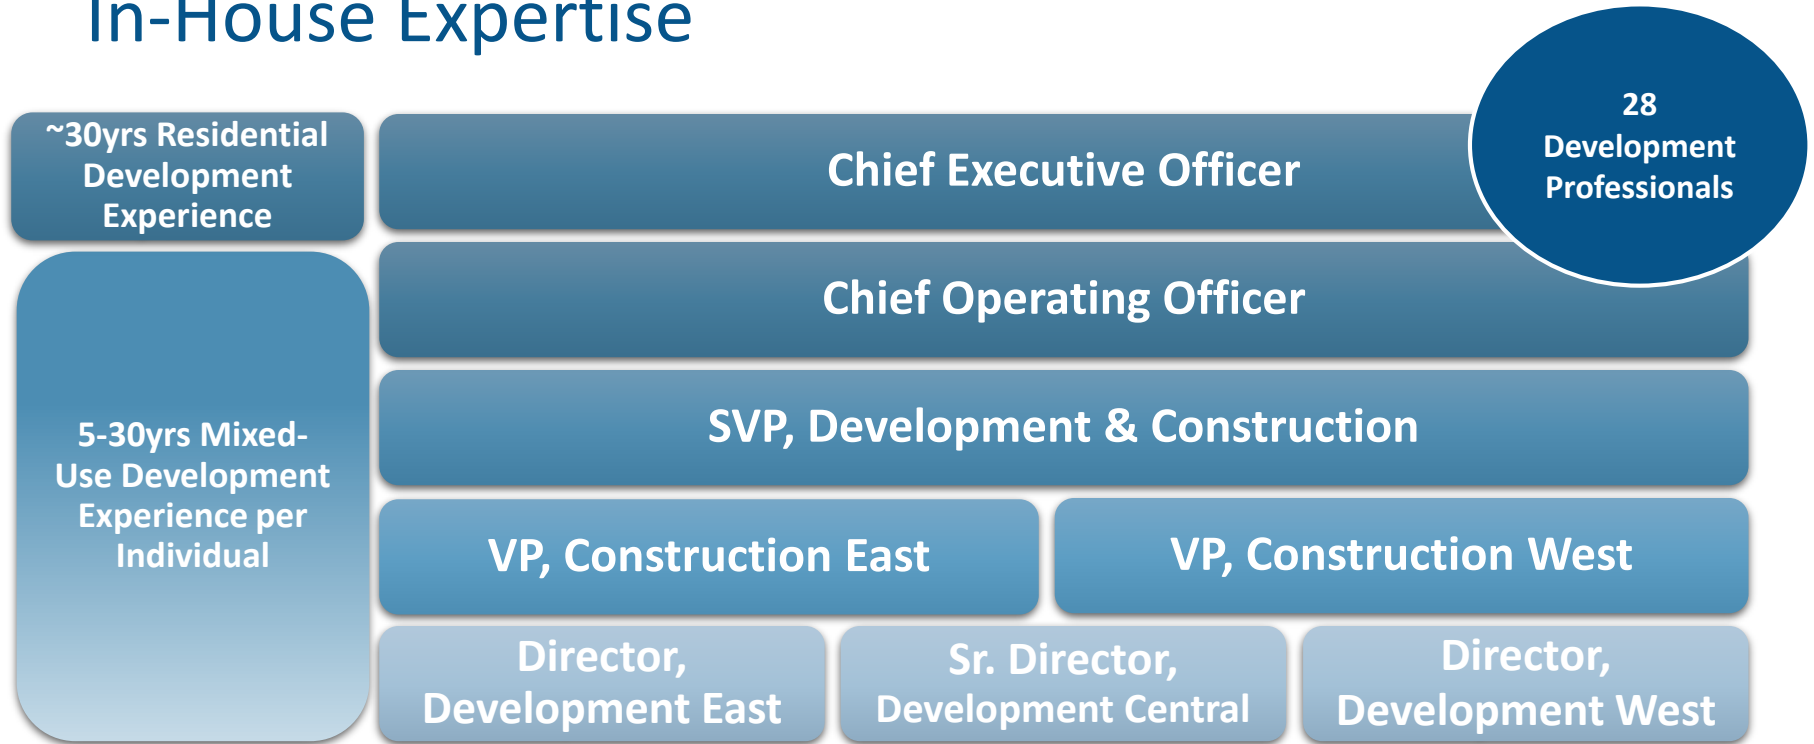 In-House Expertise
28
Development
Professionals
~30yrs Residential
Development
Experience
Chief Executive Officer
Chief Operating Officer
5-30yrs Mixed-
Use Development
Experience per
Individual
SVP, Development & Construction
VP, Construction East
VP, Construction West
Director,
Development East
Sr. Director,
Development Central
Director,
Development West